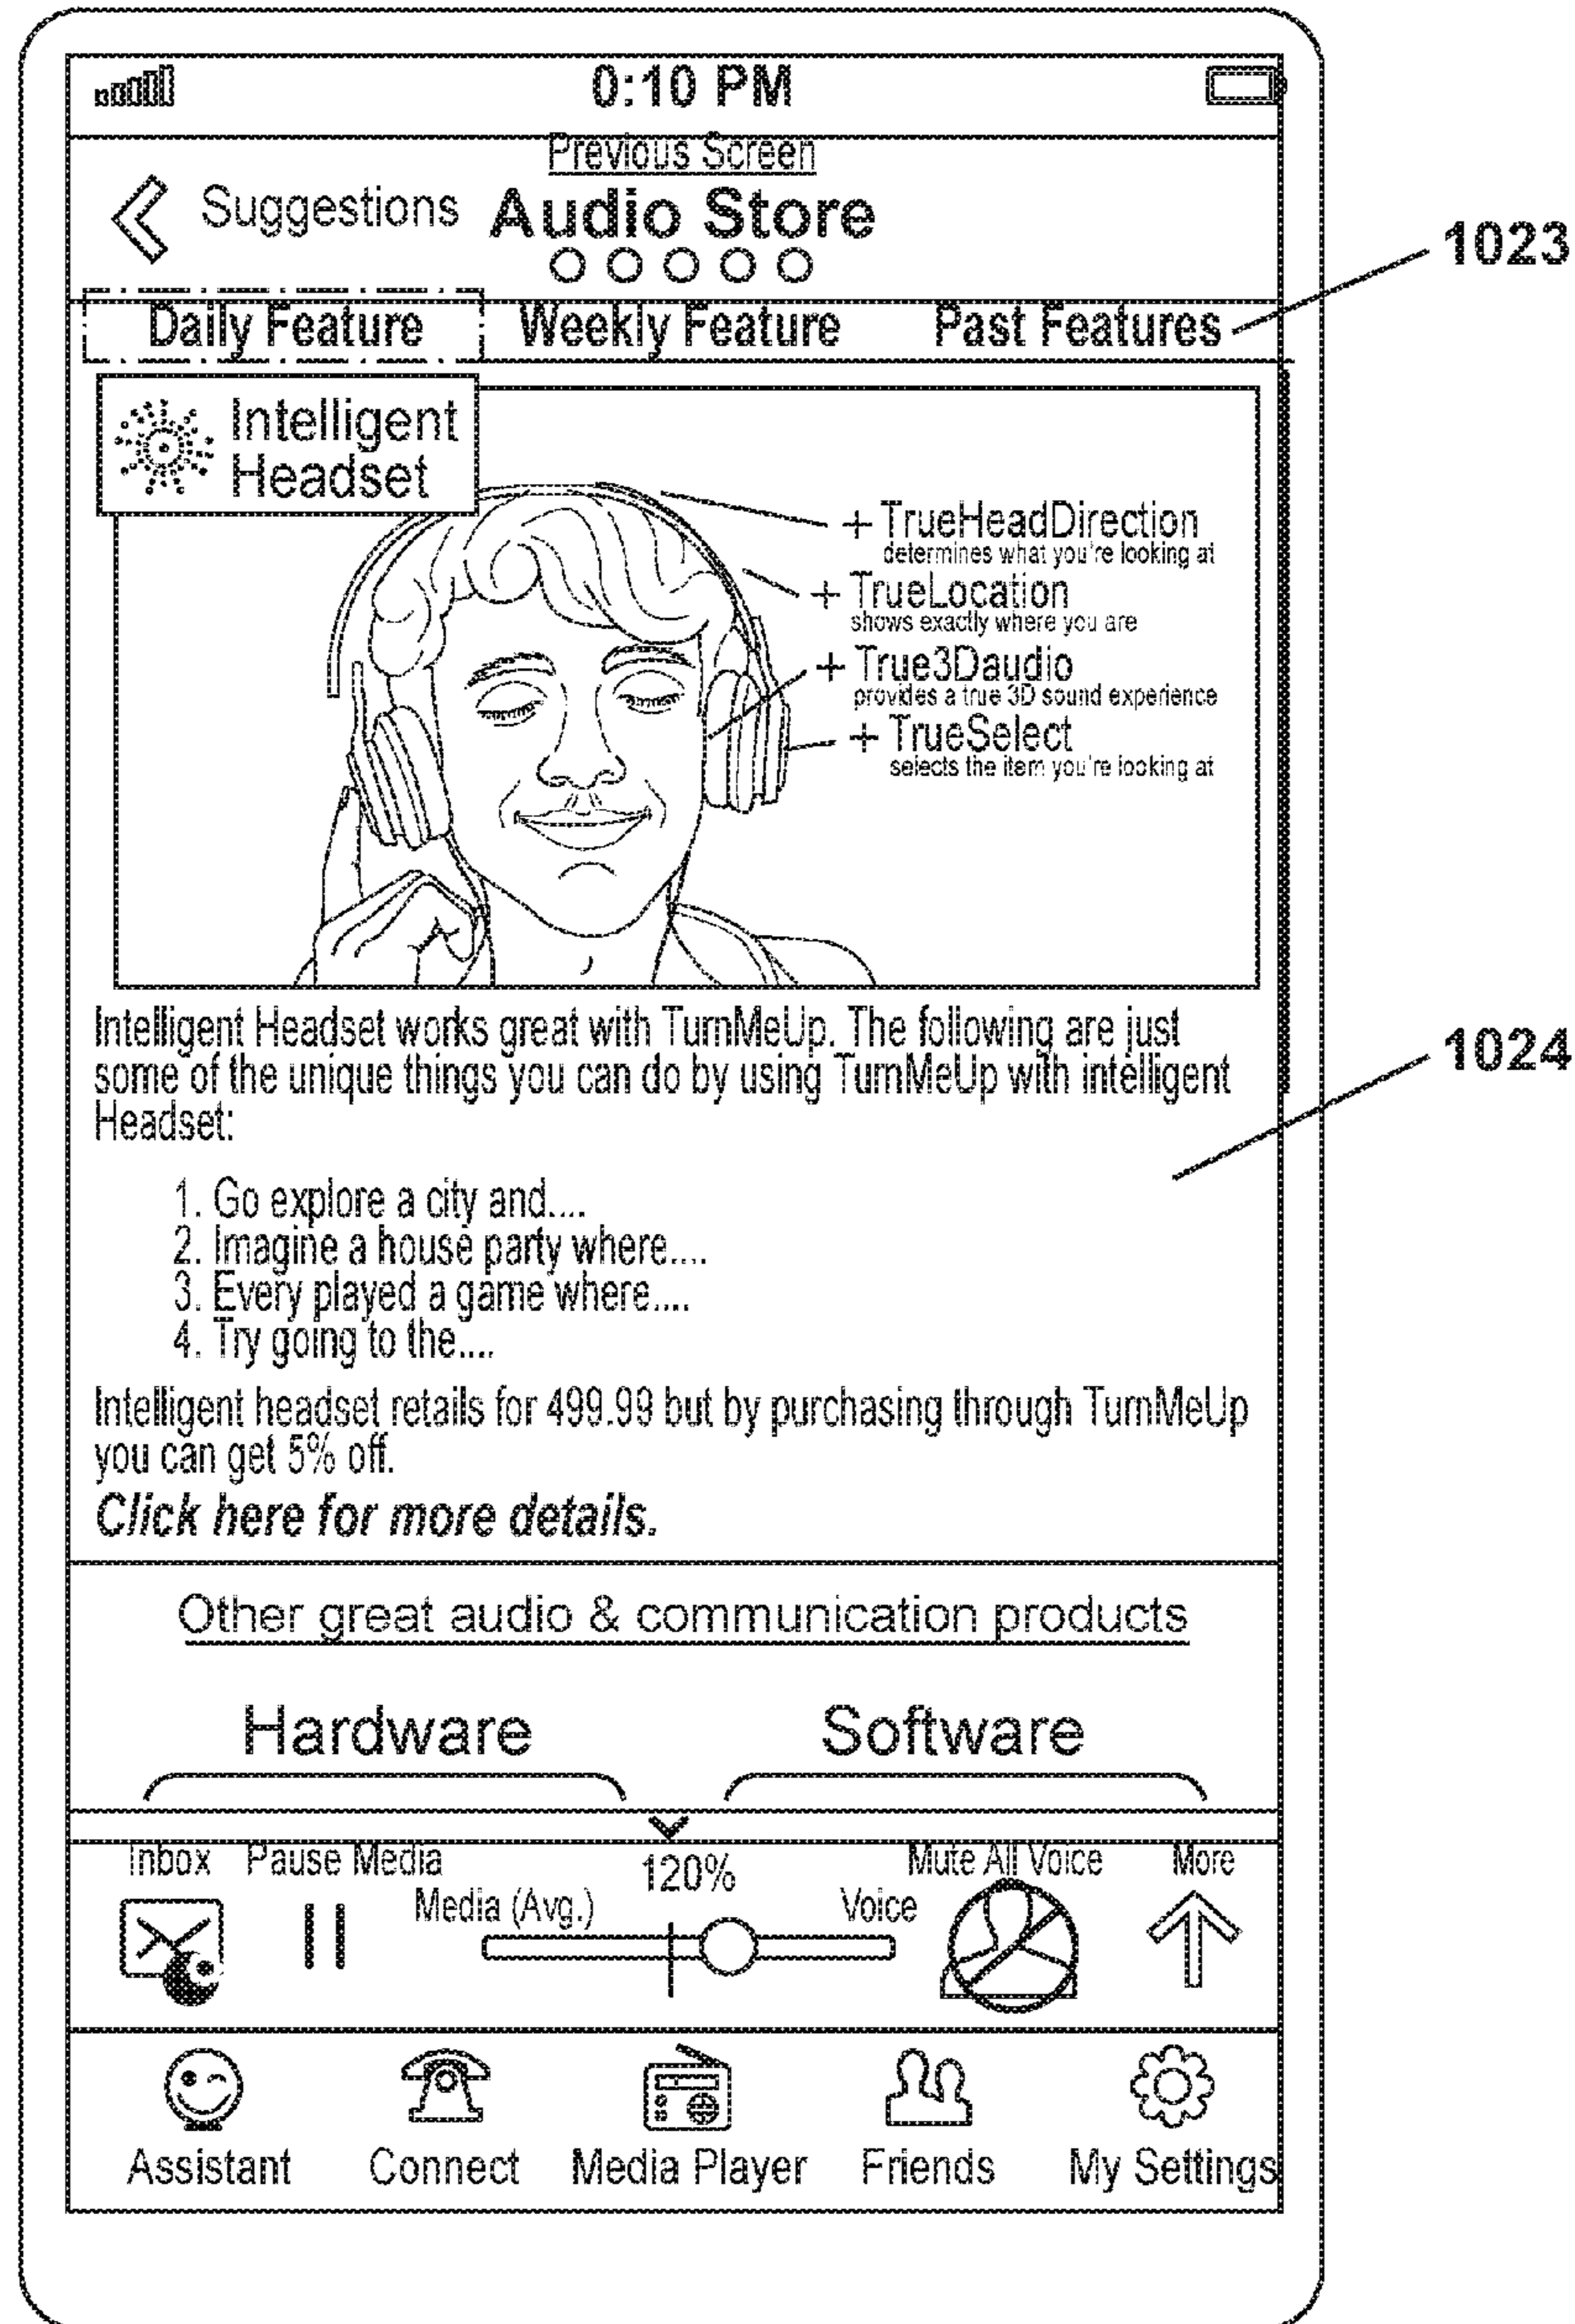 0:10 PM
Previous Screen
Suggestions Audio Store
1023
Daily Feature Weekly Feature Past Features
Intelligent
Headset
+ TrueHeadDirection
determines what you're looking at
+ TrueLocation
shows exactly where you are
+ True3Daudio
provides a true 3D sound experience
+ TrueSelect
selects the item you're looking at
Intelligent Headset works great with TurnMeUp. The following are just
some of the unique things you can do by using TurnMeUp with intelligent
Headset:
1024
1. Go explore a city and....
2. Imagine a house party where....
3. Every played a game where....
4. Try going to the....
Intelligent headset retails for 499.99 but by purchasing through TurnMeUp
you can get 5% off.
Click here for more details.
Other great audio & communication products
Hardware Software
Inbox Pause Media 120% Mute All Voice More
Media (Avg.) Voice
Assistant Connect Media Player Friends My Settings